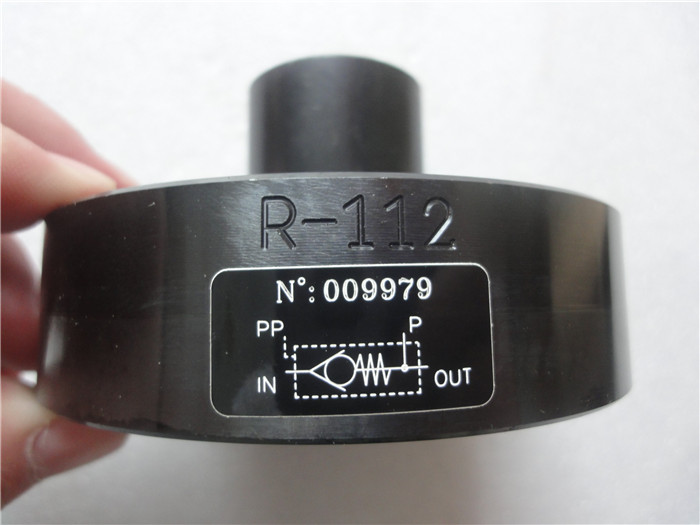 R-112
N°: 009979
PP P
IN OUT